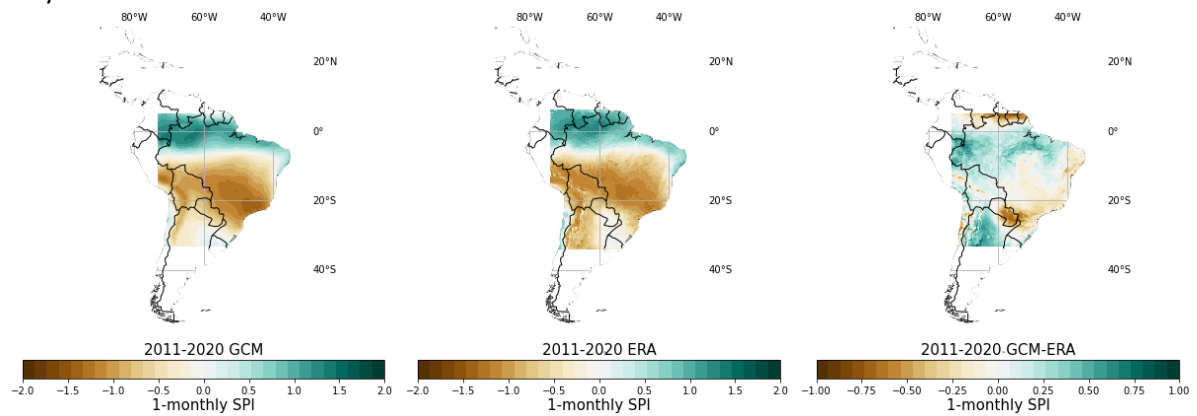 80°W 60°W 40°W 80°W 60°W 40°W 80°W 60°W 40°W
20°N 20°N 20°N
0° 0° 0°
20°S 20°S 20°S
40°S 40°S 40°S
2011-2020 GCM 2011-2020 ERA 2011-2020 GCM-ERA
−2.0 −1.5 −1.0 −0.5 0.0 0.5 1.0 1.5 2.0 −2.0 −1.5 −1.0 −0.5 0.0 0.5 1.0 1.5 2.0 −1.00 −0.75 −0.50 −0.25 0.00 0.25 0.50 0.75 1.00
1-monthly SPI 1-monthly SPI 1-monthly SPI